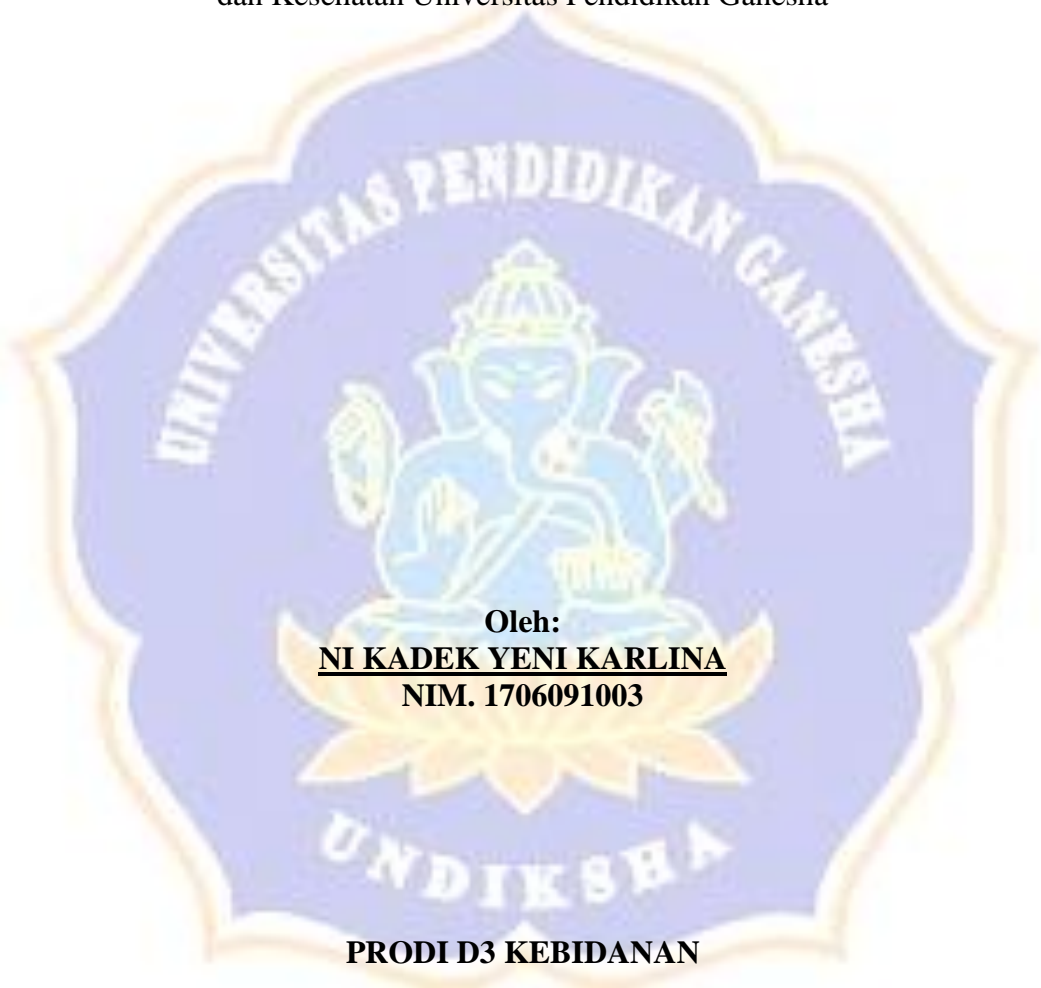 dan Kesehatan Universitas Pendidikan Ganesha
UNIVERSITAS PENDIDIKAN GANESHA
Oleh:
NI KADEK YENI KARLINA
NIM. 1706091003
UNDIKSHA
PRODI D3 KEBIDANAN